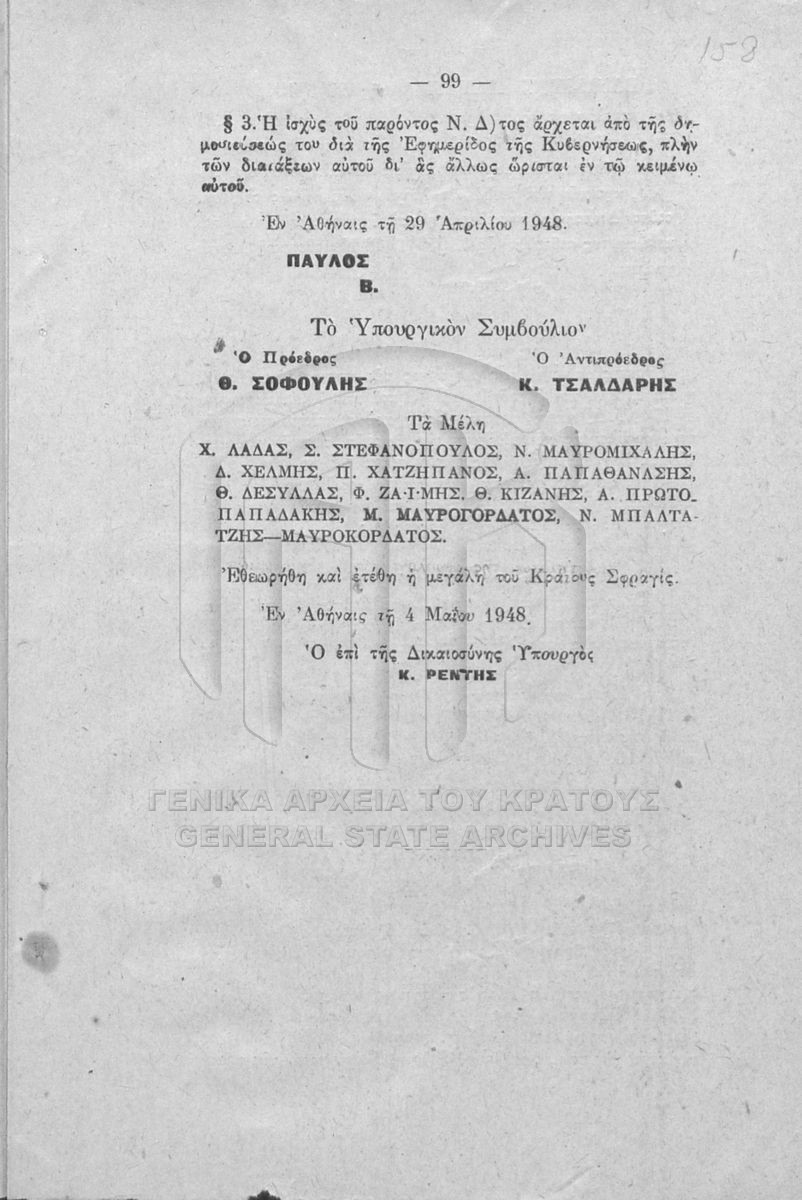 158
— 99 —
§ 3. Ἡ ἰσχὺς τοῦ παρόντος Ν. Δ)τος ἄρχεται ἀπὸ τῆς δη-
μοσιεύσεώς του διὰ τῆς Ἐφημερίδος τῆς Κυβερνήσεως, πλὴν
τῶν διατάξεων αὐτοῦ δι' ἃς ἄλλως ὥρισται ἐν τῷ κειμένῳ
αὐτοῦ.
Ἐν Ἀθήναις τῇ 29 Ἀπριλίου 1948.
ΠΑΥΛΟΣ
Β.
Τὸ Ὑπουργικὸν Συμβούλιον
Ὁ Πρόεδρος Ὁ Ἀντιπρόεδρος
Θ. ΣΟΦΟΥΛΗΣ Κ. ΤΣΑΛΔΑΡΗΣ
Τὰ Μέλη
Χ. ΛΑΔΑΣ, Σ. ΣΤΕΦΑΝΟΠΟΥΛΟΣ, Ν. ΜΑΥΡΟΜΙΧΑΛΗΣ,
Δ. ΧΕΛΜΗΣ, Π. ΧΑΤΖΗΠΑΝΟΣ, Α. ΠΑΠΑΘΑΝΑΣΗΣ,
Θ. ΔΕΣΥΛΛΑΣ, Φ. ΖΑ·Ι·ΜΗΣ, Θ. ΚΙΖΑΝΗΣ, Α. ΠΡΩΤΟ-
ΠΑΠΑΔΑΚΗΣ, Μ. ΜΑΥΡΟΓΟΡΔΑΤΟΣ, Ν. ΜΠΑΛΤΑ-
ΤΖΗΣ—ΜΑΥΡΟΚΟΡΔΑΤΟΣ.
Ἐθεωρήθη καὶ ἐτέθη ἡ μεγάλη τοῦ Κράτους Σφραγίς.
Ἐν Ἀθήναις τῇ 4 Μαΐου 1948.
Ὁ ἐπὶ τῆς Δικαιοσύνης Ὑπουργὸς
Κ. ΡΕΝΤΗΣ
ΓΕΝΙΚΑ ΑΡΧΕΙΑ ΤΟΥ ΚΡΑΤΟΥΣ
GENERAL STATE ARCHIVES